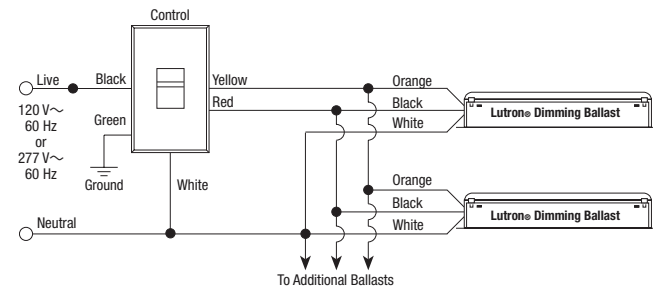 Control
Live
Black
Yellow
Orange
Red
Black
White
Lutron® Dimming Ballast
120 V~
60 Hz
or
277 V~
60 Hz
Green
Ground
White
Orange
Black
White
Lutron® Dimming Ballast
Neutral
To Additional Ballasts